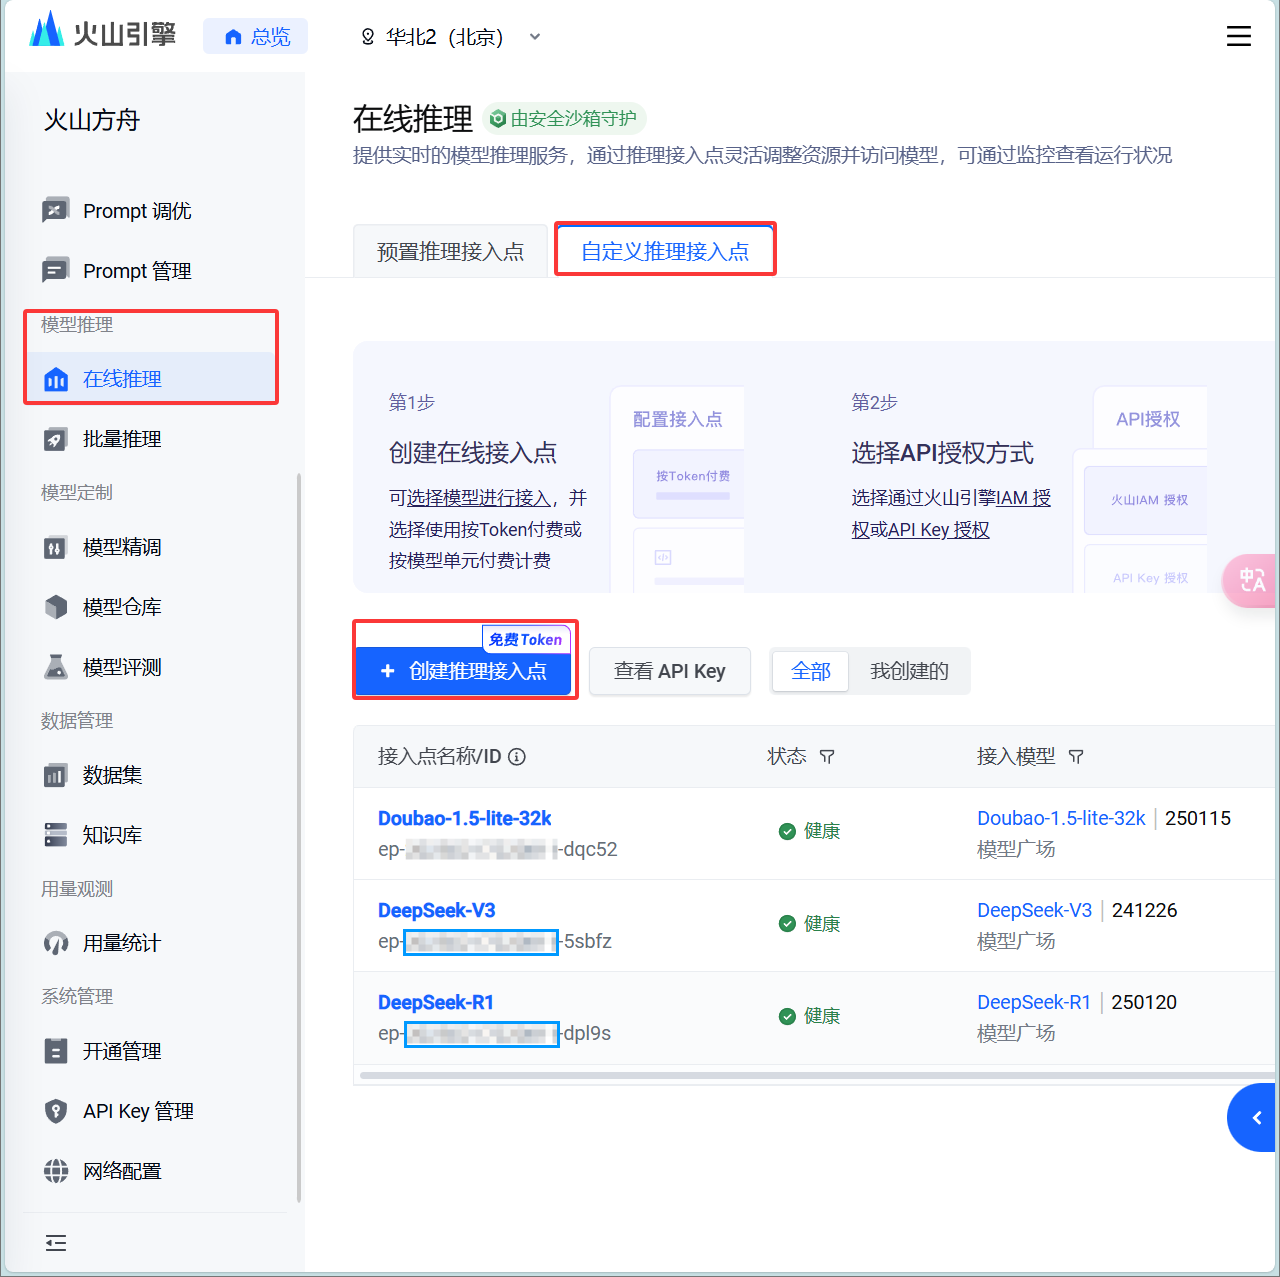 火山引擎
总览
华北2（北京）
火山方舟
Prompt 调优
Prompt 管理
模型推理
在线推理
批量推理
模型定制
模型精调
模型仓库
模型评测
数据管理
数据集
知识库
用量观测
用量统计
系统管理
开通管理
API Key 管理
网络配置
在线推理
由安全沙箱守护
提供实时的模型推理服务，通过推理接入点灵活调整资源并访问模型，可通过监控查看运行状况
预置推理接入点
自定义推理接入点
第1步
创建在线接入点
可选择模型进行接入，并
选择使用按Token付费或
按模型单元付费计费
配置接入点
按Token付费
第2步
选择API授权方式
选择通过火山引擎IAM 授
权或API Key 授权
API授权
火山IAM 授权
API Key 授权
中A
免费Token
+ 创建推理接入点
查看 API Key
全部
我创建的
接入点名称/ID
状态
接入模型
Doubao-1.5-lite-32k
ep-
-dqc52
健康
Doubao-1.5-lite-32k | 250115
模型广场
DeepSeek-V3
ep-
-5sbfz
健康
DeepSeek-V3 | 241226
模型广场
DeepSeek-R1
ep-
-dpl9s
健康
DeepSeek-R1 | 250120
模型广场